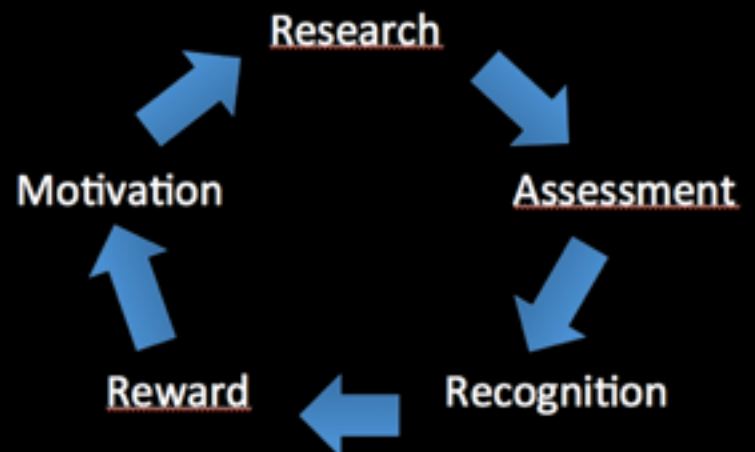 Research
Motivation
Assessment
Reward
Recognition